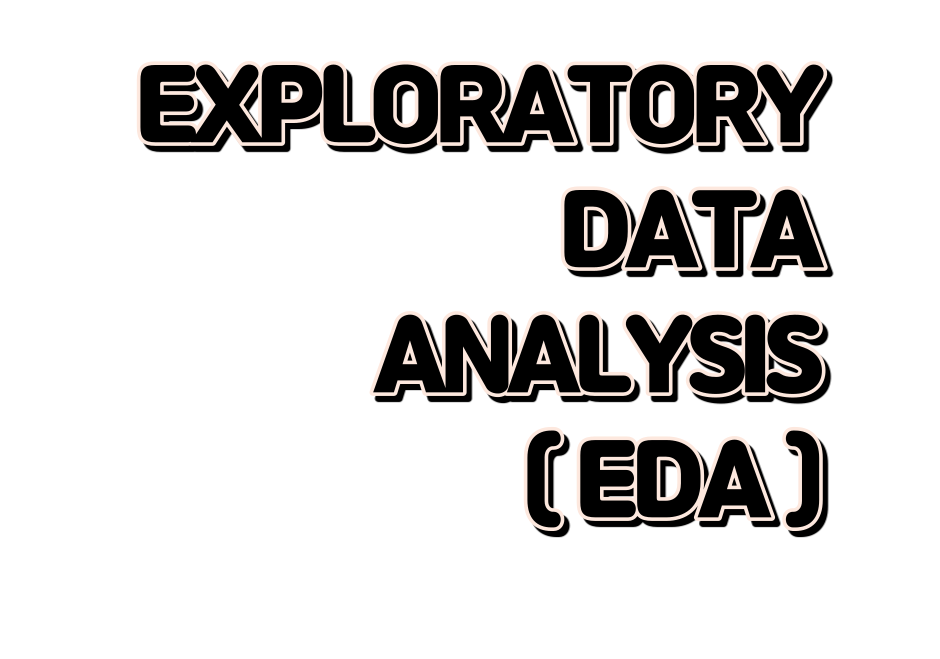 EXPLORATORY
DATA
ANALYSIS
( EDA )